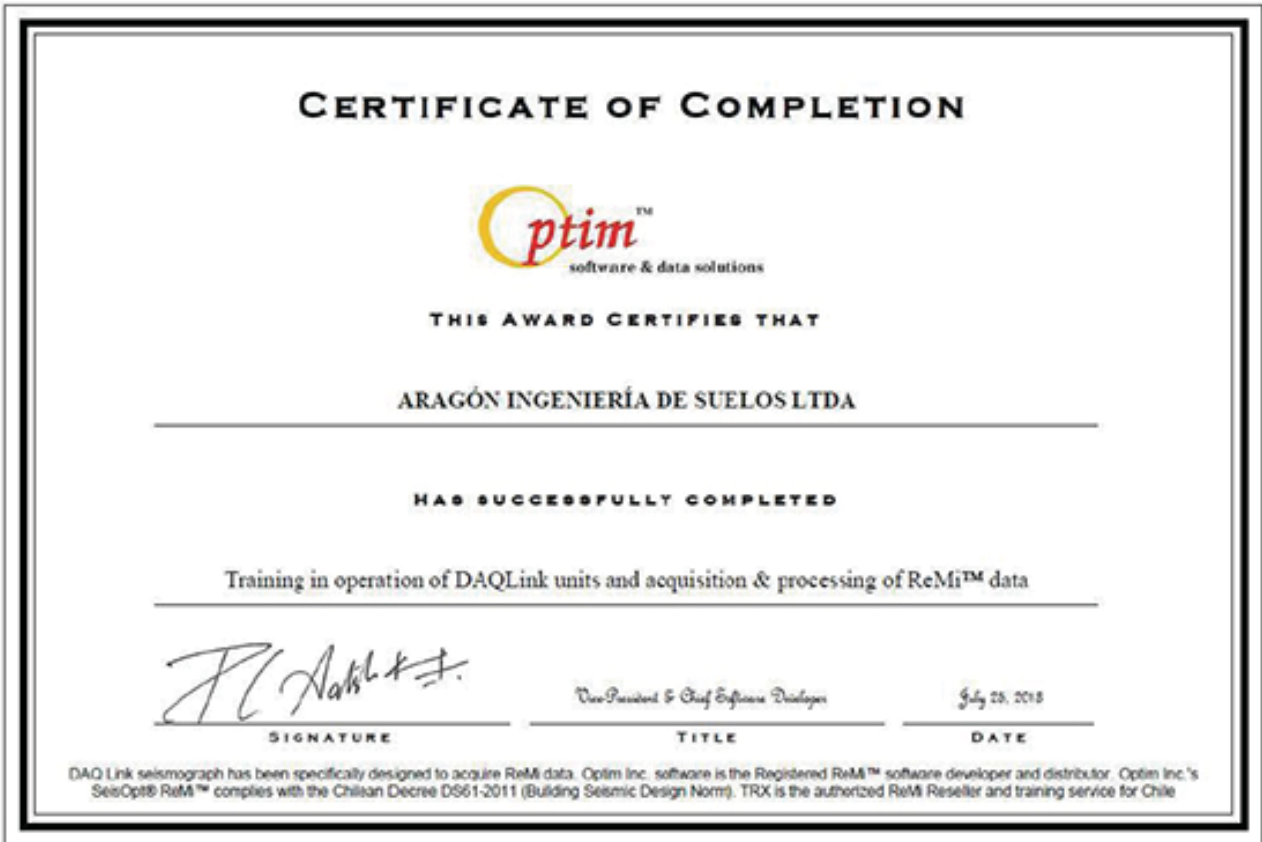 CERTIFICATE OF COMPLETION
Optim™
software & data solutions
THIS AWARD CERTIFIES THAT
ARAGÓN INGENIERÍA DE SUELOS LTDA
HAS SUCCESSFULLY COMPLETED
Training in operation of DAQLink units and acquisition & processing of ReMi™ data
Vice-President & Chief Software Developer
July
SIGNATURE
TITLE
DATE
DAQ Link seismograph has been specifically designed to acquire ReMi data. Optim Inc. software is the Registered ReMi™ software developer and distributor. Optim Inc.'s
SeisOpt® ReMi™ complies with the Chilean Decree DS61-2011 (Building Seismic Design Norm). TRX is the authorized ReMi Reseller and training service for Chile